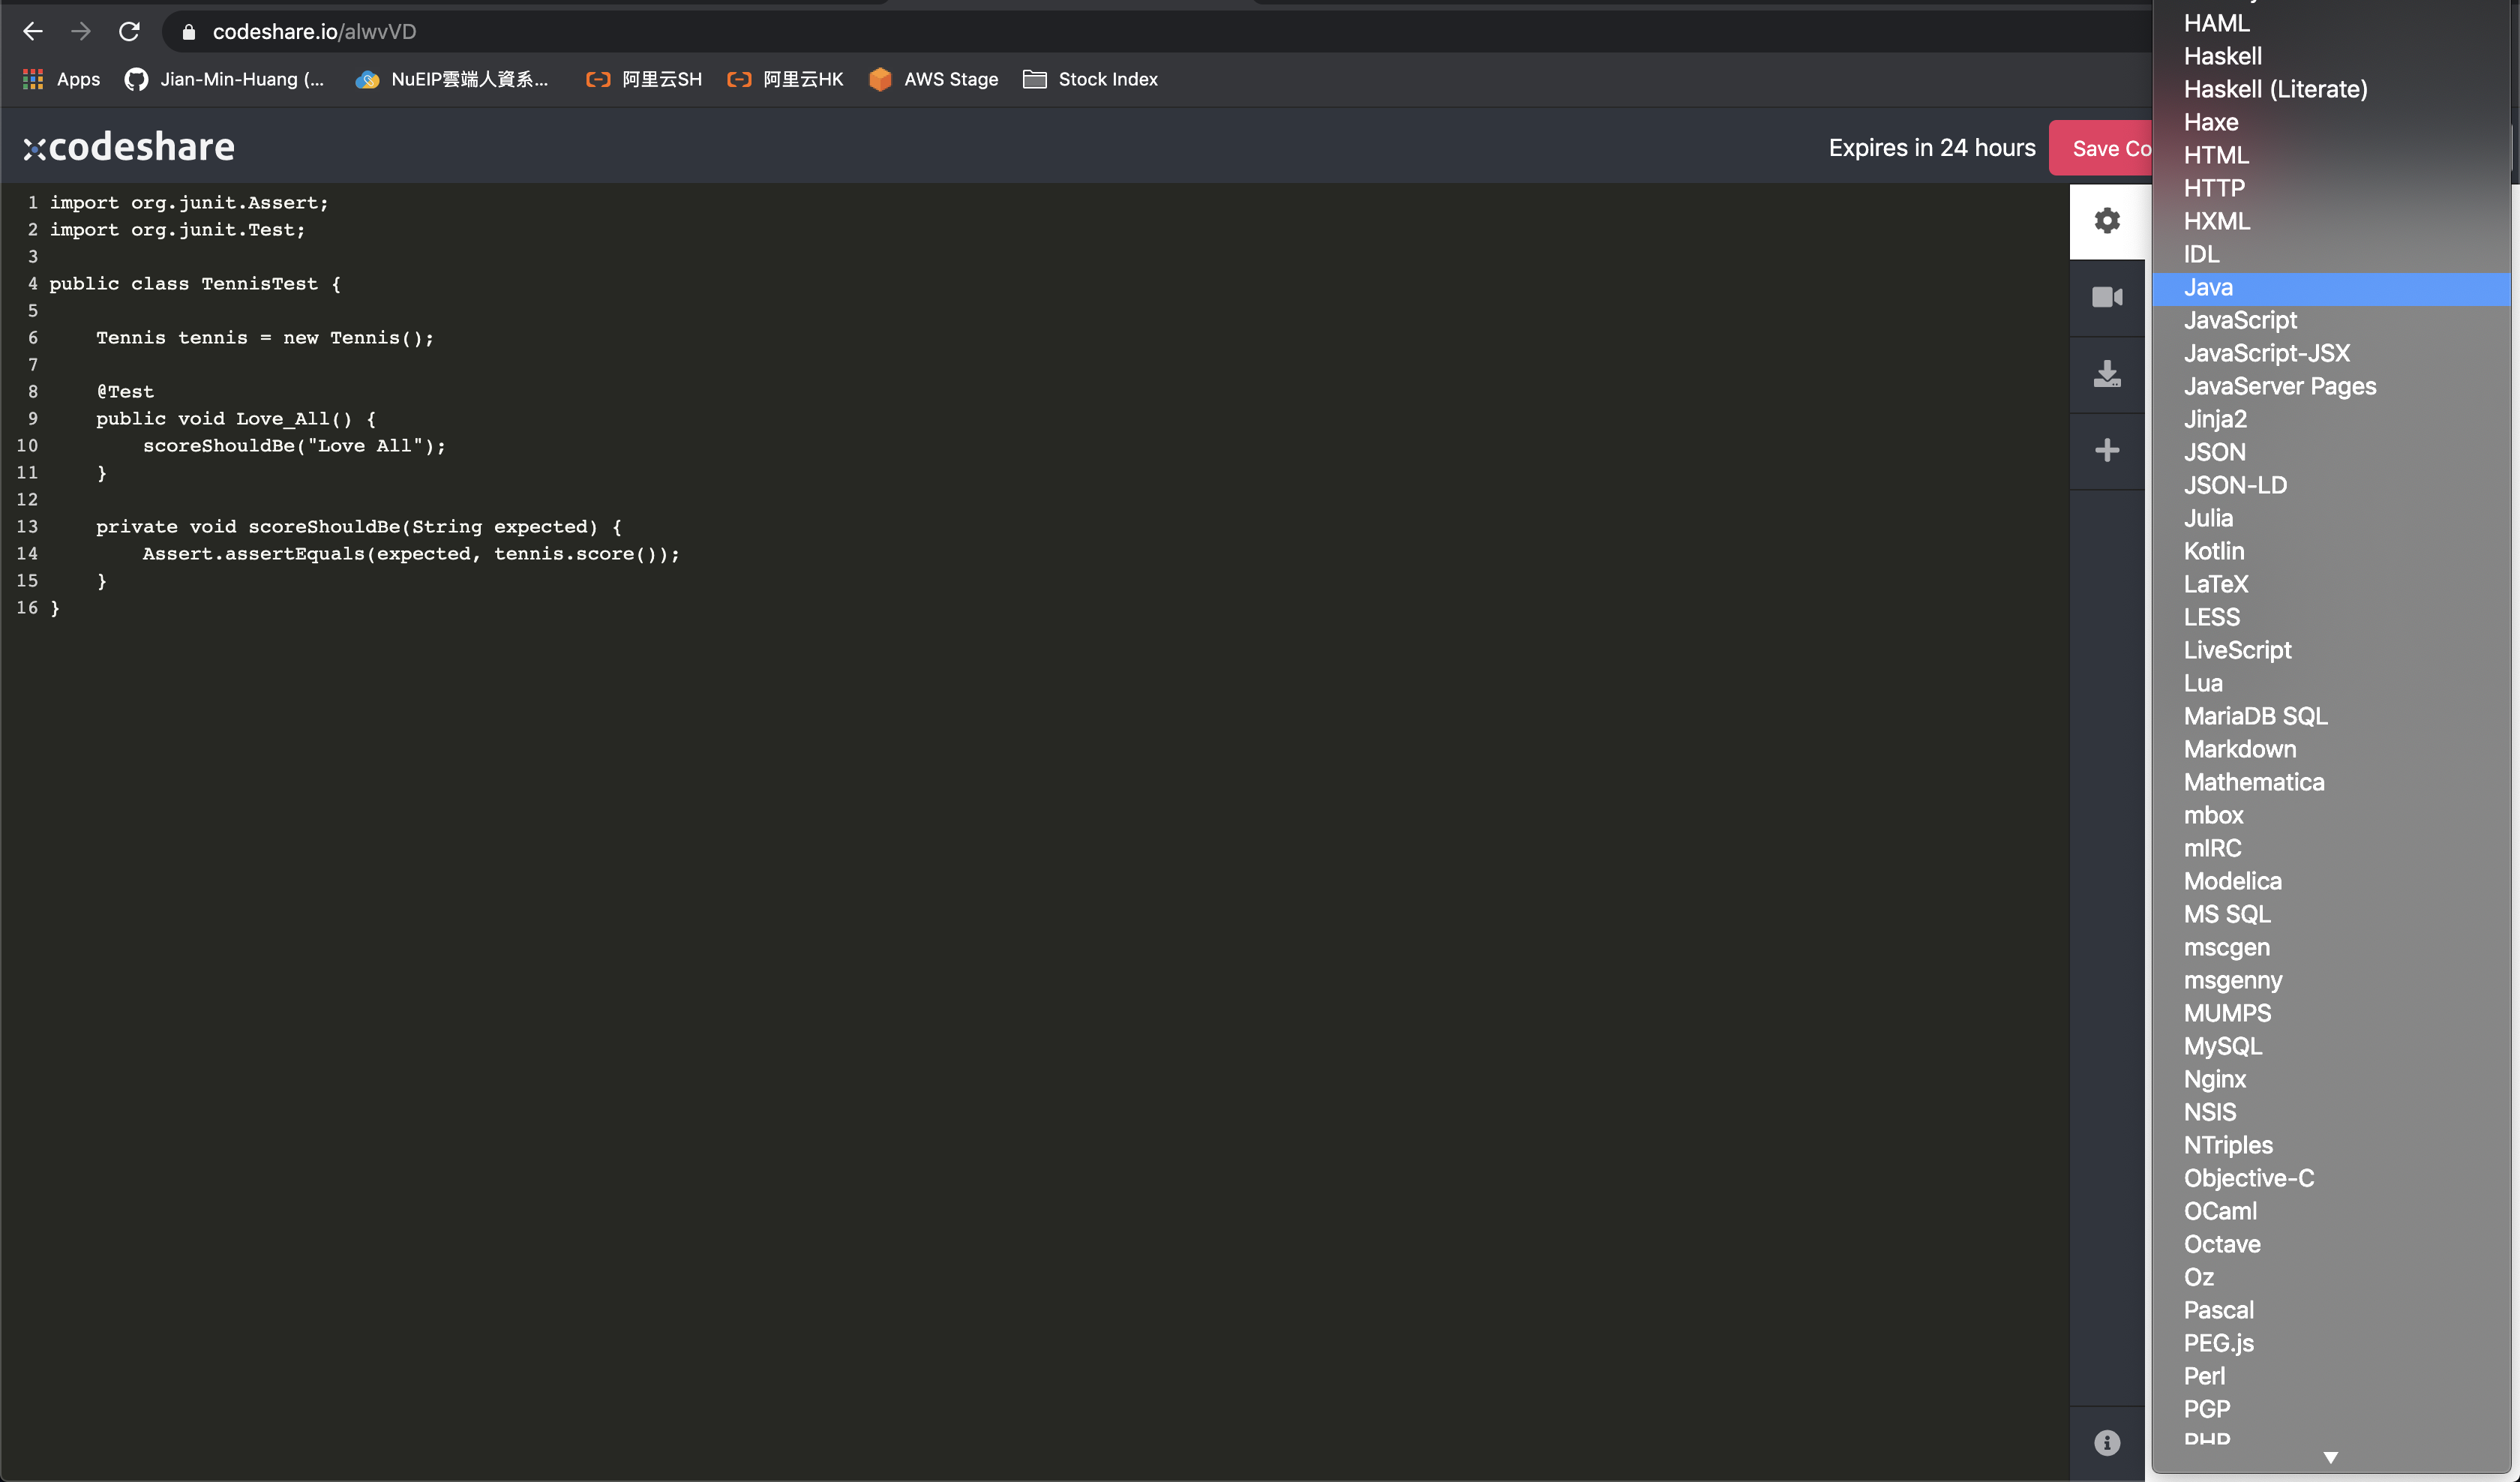 codeshare.io/alwvVD
Apps
Jian-Min-Huang (...
NuEIP雲端人資系...
阿里云SH
阿里云HK
AWS Stage
Stock Index
codeshare
Expires in 24 hours
Save Co
1 import org.junit.Assert;
2 import org.junit.Test;
3
4 public class TennisTest {
5
6     Tennis tennis = new Tennis();
7
8     @Test
9     public void Love_All() {
10         scoreShouldBe("Love All");
11     }
12
13     private void scoreShouldBe(String expected) {
14         Assert.assertEquals(expected, tennis.score());
15     }
16 }
HAML
Haskell
Haskell (Literate)
Haxe
HTML
HTTP
HXML
IDL
Java
JavaScript
JavaScript-JSX
JavaServer Pages
Jinja2
JSON
JSON-LD
Julia
Kotlin
LaTeX
LESS
LiveScript
Lua
MariaDB SQL
Markdown
Mathematica
mbox
mIRC
Modelica
MS SQL
mscgen
msgenny
MUMPS
MySQL
Nginx
NSIS
NTriples
Objective-C
OCaml
Octave
Oz
Pascal
PEG.js
Perl
PGP
PHP